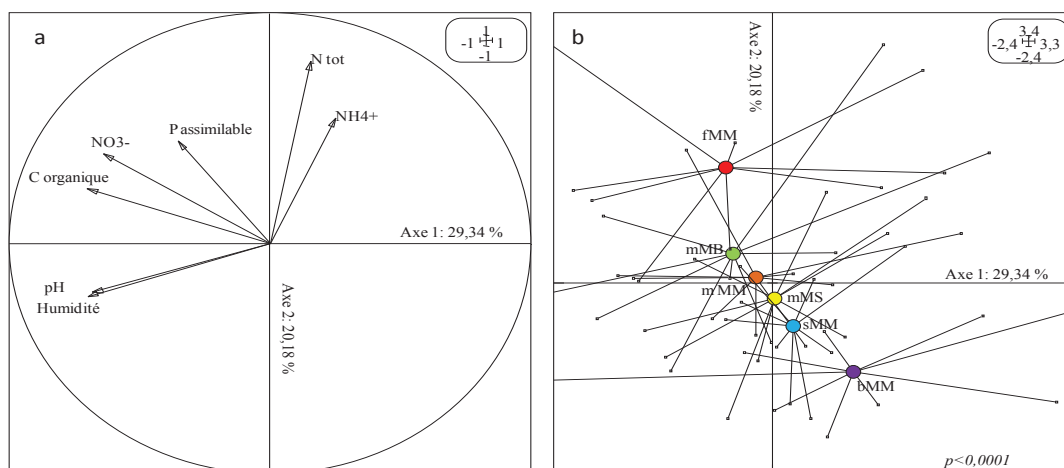 a
1
-1 1
-1
N tot
P assimilable
NH4+
NO3-
C organique
Axe 1: 29,34 %
pH
Humidité
Axe 2: 20,18 %
b
3,4
-2,4 3,3
-2,4
Axe 2: 20,18 %
fMM
mMB
Axe 1: 29,34 %
mMM
mMS
sMM
bMM
p<0,0001